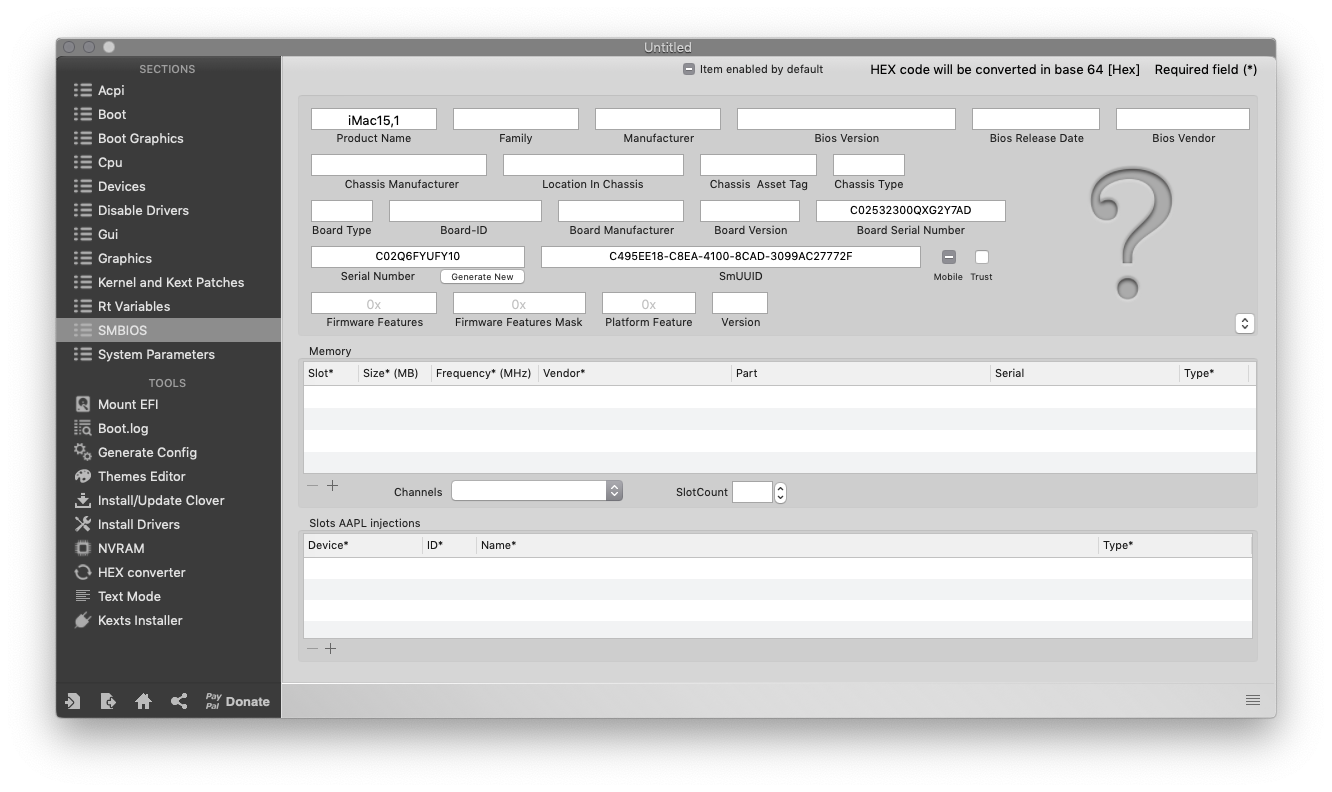 Untitled
SECTIONS
Acpi
Boot
Boot Graphics
Cpu
Devices
Disable Drivers
Gui
Graphics
Kernel and Kext Patches
Rt Variables
SMBIOS
System Parameters
TOOLS
Mount EFI
Boot.log
Generate Config
Themes Editor
Install/Update Clover
Install Drivers
NVRAM
HEX converter
Text Mode
Kexts Installer
Pay Pal Donate
Item enabled by default HEX code will be converted in base 64 [Hex] Required field (*)
iMac15,1
Product Name Family Manufacturer Bios Version Bios Release Date Bios Vendor
Chassis Manufacturer Location In Chassis Chassis Asset Tag Chassis Type
C02532300QXG2Y7AD
Board Type Board-ID Board Manufacturer Board Version Board Serial Number
C02Q6FYUFY10 C495EE18-C8EA-4100-8CAD-3099AC27772F
Serial Number Generate New SmUUID Mobile Trust
0x 0x 0x
Firmware Features Firmware Features Mask Platform Feature Version
?
Memory
Slot* Size* (MB) Frequency* (MHz) Vendor* Part Serial Type*
Channels SlotCount
Slots AAPL injections
Device* ID* Name* Type*